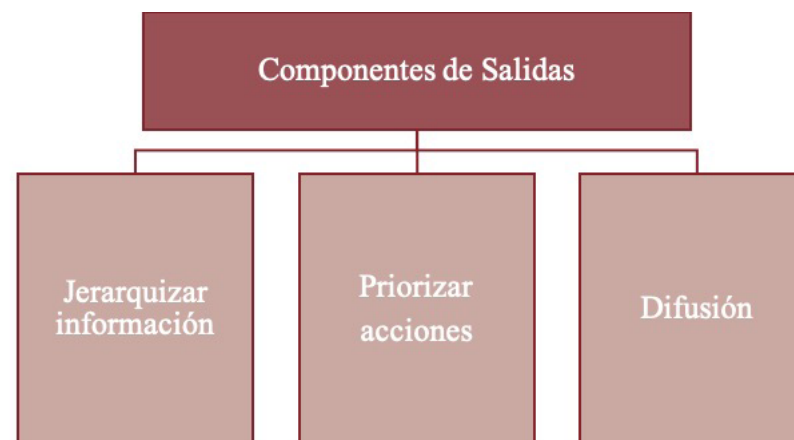 Componentes de Salidas
Jerarquizar
información
Priorizar
acciones
Difusión